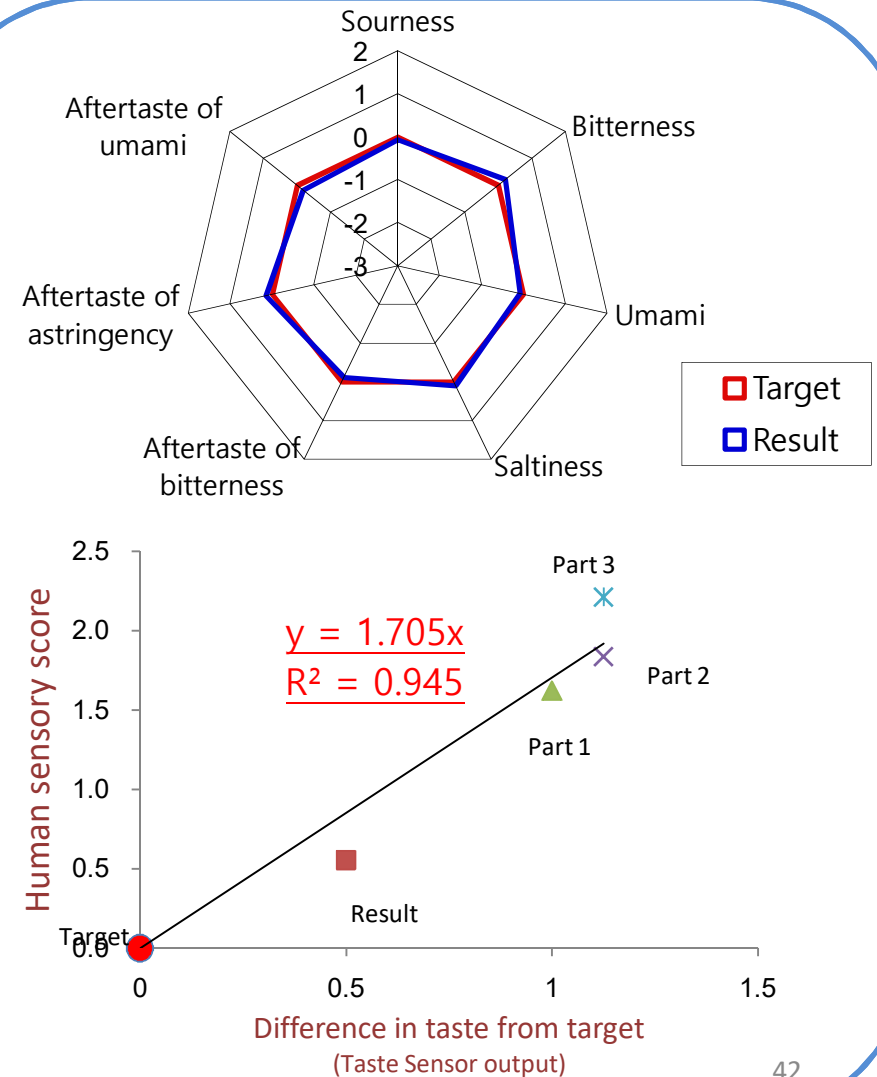 Sourness
2
1
0
-1
-2
-3
Aftertaste of
umami
Bitterness
Aftertaste of
astringency
Umami
Aftertaste of
bitterness
Saltiness
Target
Result
Human sensory score
2.5
2.0
1.5
1.0
0.5
0.0
y = 1.705x
R² = 0.945
Part 3
Part 2
Part 1
Result
Target
0
0.5
1
1.5
Difference in taste from target
(Taste Sensor output)
42